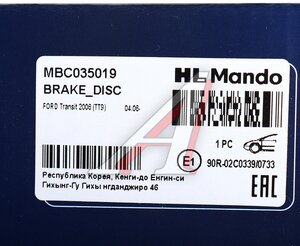 MBC035019
BRAKE_DISC
FORD Transit 2006 (TT9) 04.06-
HL Mando
1 PC
E1
90R-02C0339/0733
Республика Корея, Кенги-до Енгин-си
Гихынг-Гу Гихы нгданджиро 46
EAC